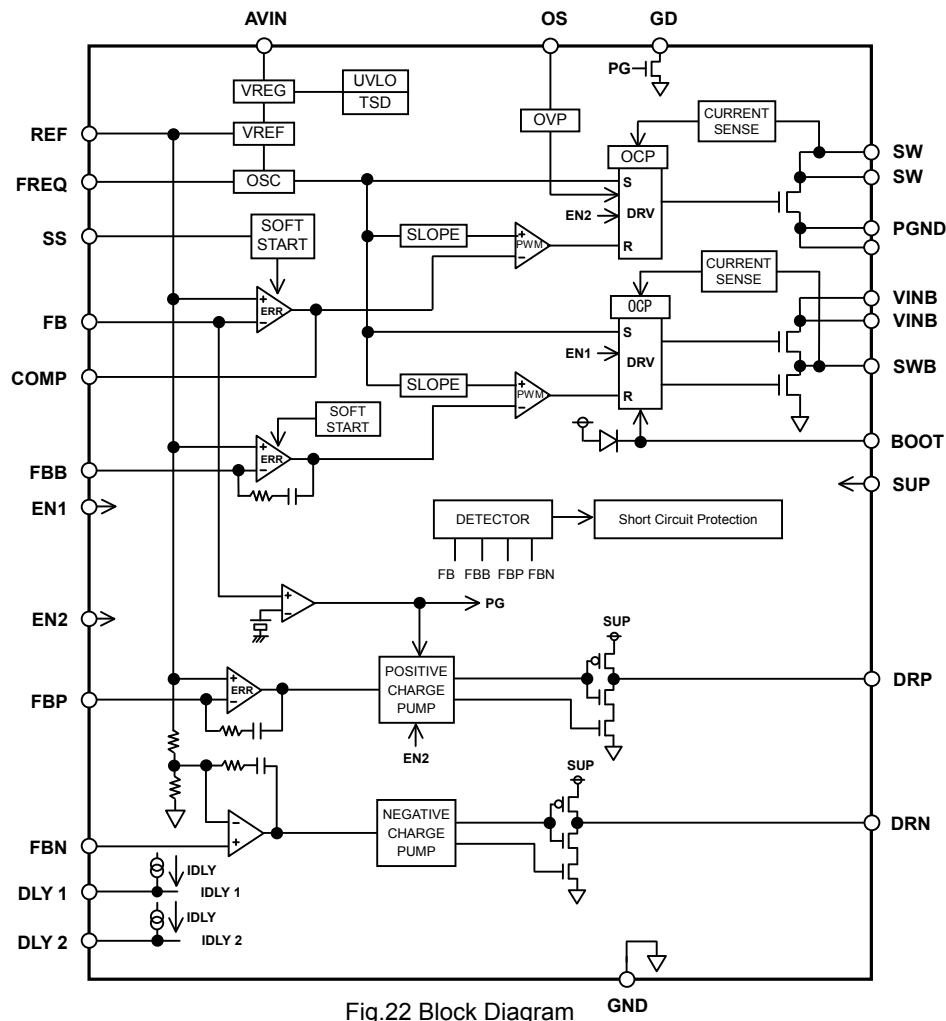 AVIN
OS
GD
PG
UVLO
VREG
TSD
OVP
CURRENT
SENSE
REF
VREF
OCP
SW
FREQ
OSC
S
SW
EN2
DRV
SS
SOFT
START
SLOPE
+
PWM
−
R
PGND
CURRENT
SENSE
+
ERR
−
FB
OCP
VINB
VINB
S
EN1
DRV
SWB
COMP
SLOPE
+
PWM
−
R
SOFT
START
+
ERR
−
BOOT
FBB
SUP
EN1
DETECTOR
Short Circuit Protection
FB FBB FBP FBN
+
−
PG
EN2
SUP
+
ERR
−
POSITIVE
CHARGE
PUMP
DRP
FBP
EN2
SUP
−
+
NEGATIVE
CHARGE
PUMP
DRN
FBN
IDLY
DLY 1
IDLY 1
IDLY
DLY 2
IDLY 2
GND
Fig.22 Block Diagram